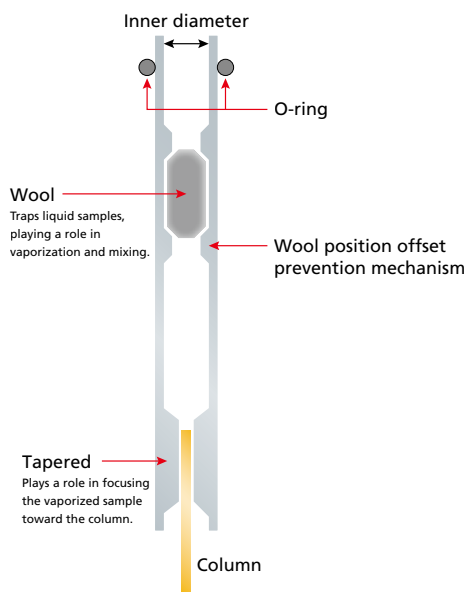 Inner diameter
O-ring
Wool
Traps liquid samples,
playing a role in
vaporization and mixing.
Wool position offset
prevention mechanism
Tapered
Plays a role in focusing
the vaporized sample
toward the column.
Column